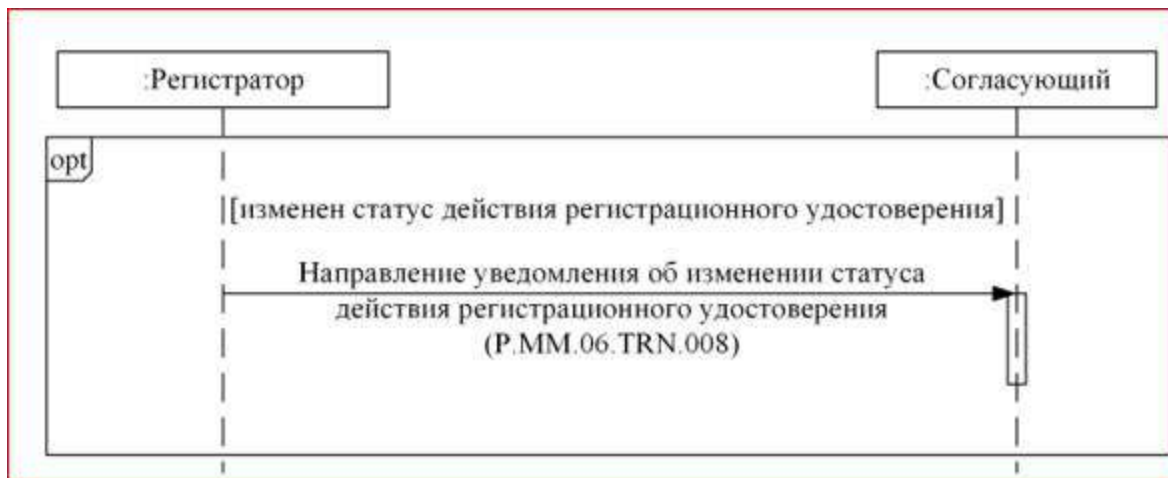 :Регистратор
:Согласующий
opt
[изменен статус действия регистрационного удостоверения]
Направление уведомления об изменении статуса
действия регистрационного удостоверения
(P.MM.06.TRN.008)